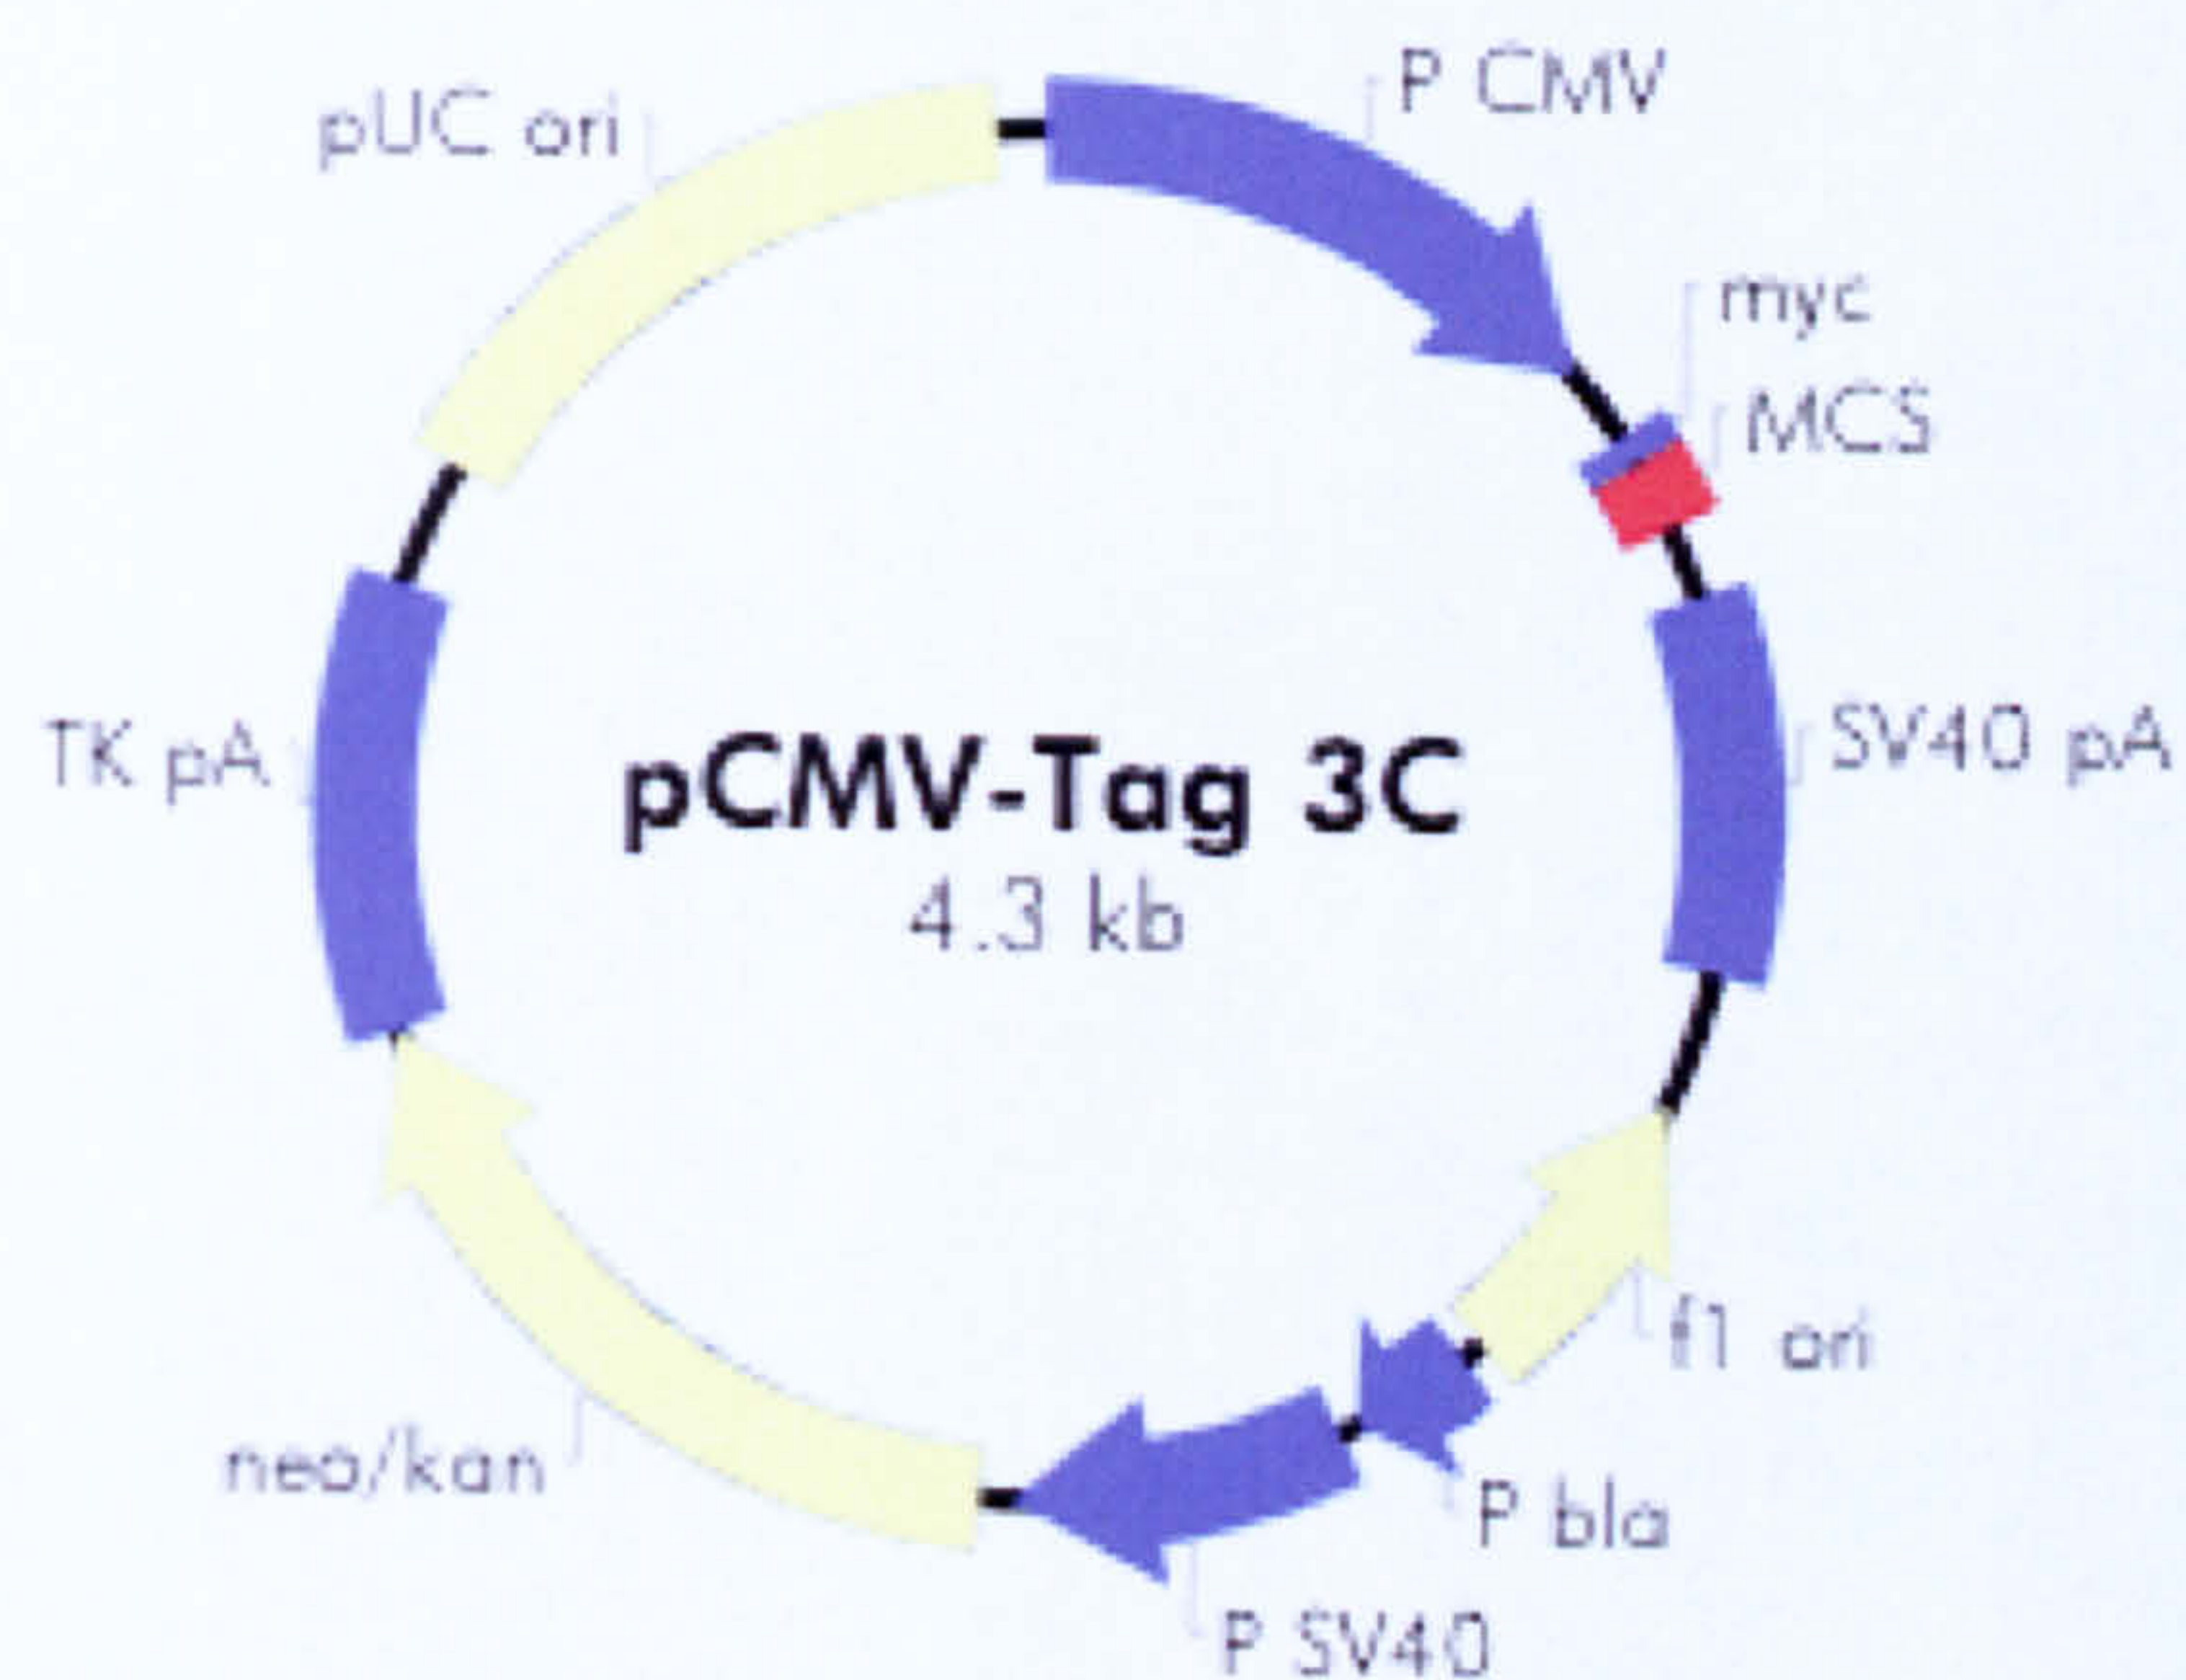 P CMV
pUC ori
myc
MCS
SV40 pA
TK pA
pCMV-Tag 3C
4.3 kb
f1 ori
neo/kan
P bla
P SV40